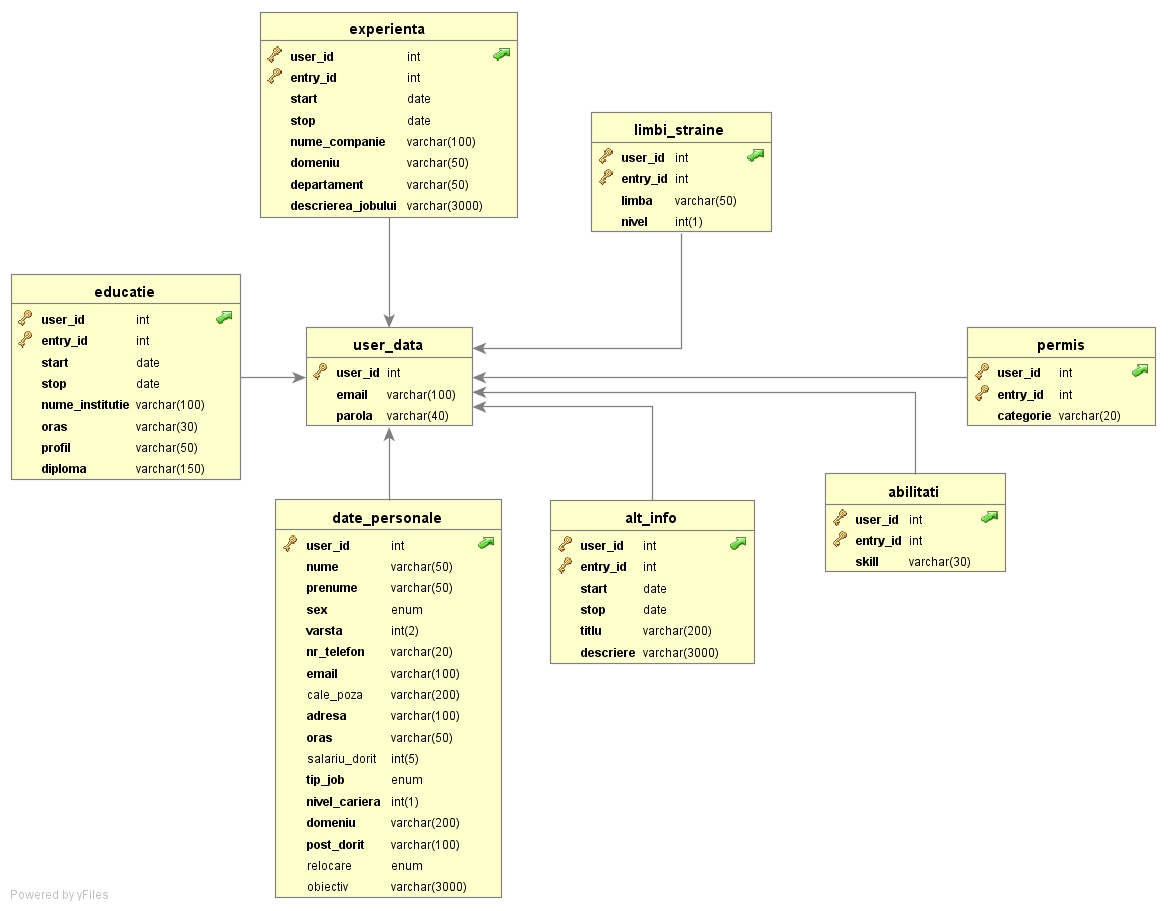 experienta
user_id int
entry_id int
start date
stop date
nume_companie varchar(100)
domeniu varchar(50)
departament varchar(50)
descrierea_jobului varchar(3000)
limbi_straine
user_id int
entry_id int
limba varchar(50)
nivel int(1)
educatie
user_id int
entry_id int
start date
stop date
nume_institutie varchar(100)
oras varchar(30)
profil varchar(50)
diploma varchar(150)
user_data
user_id int
email varchar(100)
parola varchar(40)
permis
user_id int
entry_id int
categorie varchar(20)
abilitati
user_id int
entry_id int
skill varchar(30)
date_personale
user_id int
nume varchar(50)
prenume varchar(50)
sex enum
varsta int(2)
nr_telefon varchar(20)
email varchar(100)
cale_poza varchar(200)
adresa varchar(100)
oras varchar(50)
salariu_dorit int(5)
tip_job enum
nivel_cariera int(1)
domeniu varchar(200)
post_dorit varchar(100)
relocare enum
obiectiv varchar(3000)
alt_info
user_id int
entry_id int
start date
stop date
titlu varchar(200)
descriere varchar(3000)
Powered by yFiles